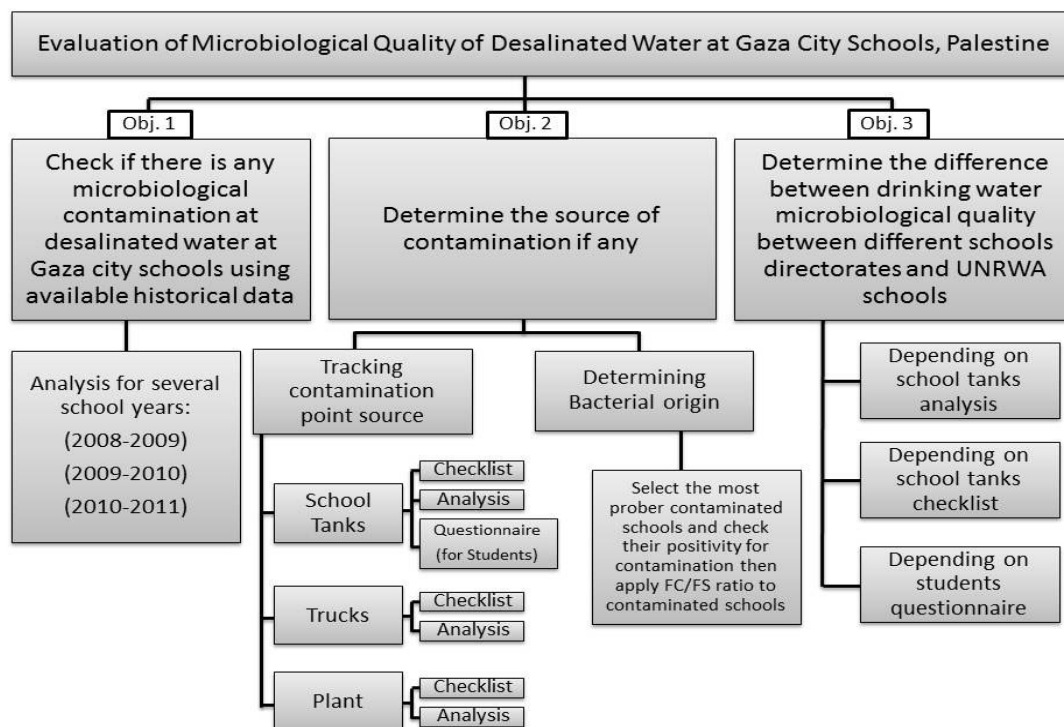 Evaluation of Microbiological Quality of Desalinated Water at Gaza City Schools, Palestine
Obj. 1
Check if there is any
microbiological
contamination at
desalinated water at
Gaza city schools using
available historical data
Analysis for several
school years:
(2008-2009)
(2009-2010)
(2010-2011)
Obj. 2
Determine the source of
contamination if any
Tracking
contamination
point source
School
Tanks
Checklist
Analysis
Questionnaire
(for Students)
Trucks
Checklist
Analysis
Plant
Checklist
Analysis
Determining
Bacterial origin
Select the most
prober contaminated
schools and check
their positivity for
contamination then
apply FC/FS ratio to
contaminated schools
Obj. 3
Determine the difference
between drinking water
microbiological quality
between different schools
directorates and UNRWA
schools
Depending on
school tanks
analysis
Depending on
school tanks
checklist
Depending on
students
questionnaire